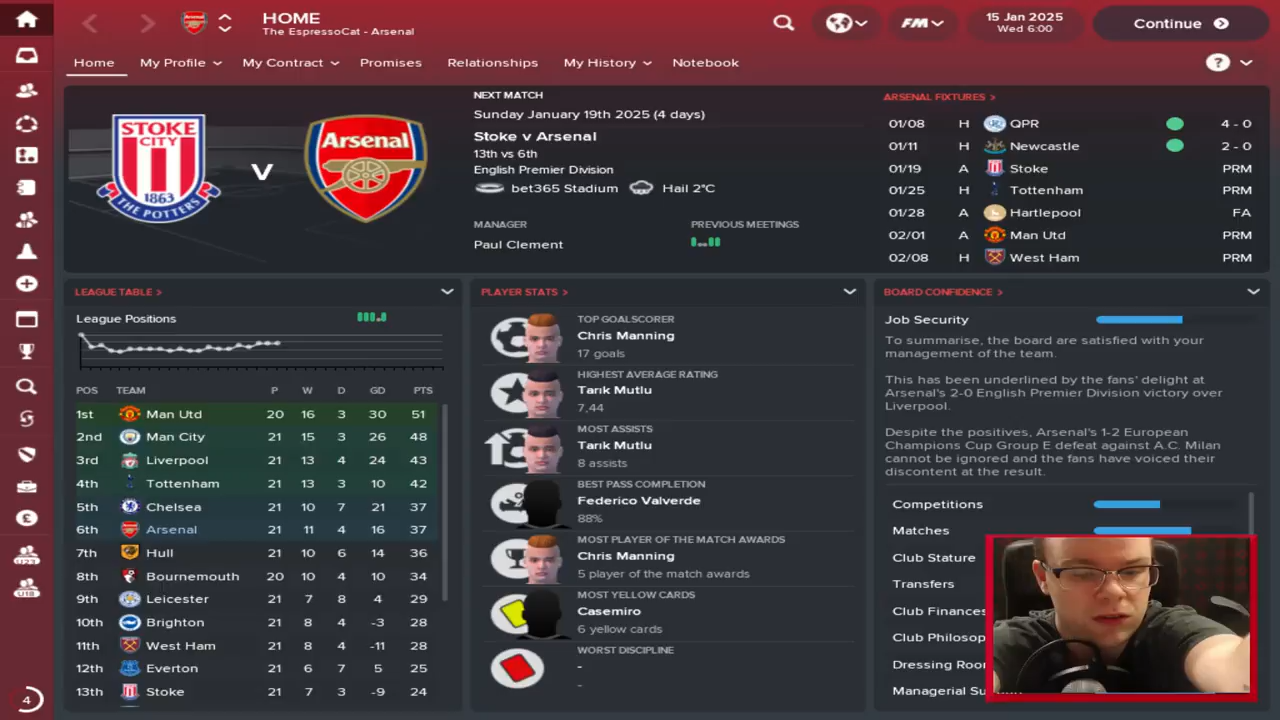 HOME
The EspressoCat - Arsenal
FM
15 Jan 2025
Wed 6:00
Continue
Home
My Profile
My Contract
Promises
Relationships
My History
Notebook
?
STOKE
CITY
1863
THE POTTERS
V
Arsenal
NEXT MATCH
Sunday January 19th 2025 (4 days)
Stoke v Arsenal
13th vs 6th
English Premier Division
bet365 Stadium
Hail 2°C
MANAGER
Paul Clement
PREVIOUS MEETINGS
ARSENAL FIXTURES >
01/08 H QPR 4 - 0
01/11 H Newcastle 2 - 0
01/19 A Stoke PRM
01/25 H Tottenham PRM
01/28 A Hartlepool FA
02/01 A Man Utd PRM
02/08 H West Ham PRM
LEAGUE TABLE >
League Positions
POS TEAM P W D GD PTS
1st Man Utd 20 16 3 30 51
2nd Man City 21 15 3 26 48
3rd Liverpool 21 13 4 24 43
4th Tottenham 21 13 3 10 42
5th Chelsea 21 10 7 21 37
6th Arsenal 21 11 4 16 37
7th Hull 21 10 6 14 36
8th Bournemouth 20 10 4 10 34
9th Leicester 21 7 8 4 29
10th Brighton 21 8 4 -3 28
11th West Ham 21 8 4 -11 28
12th Everton 21 6 7 5 25
13th Stoke 21 7 3 -9 24
PLAYER STATS >
TOP GOALSCORER
Chris Manning
17 goals
HIGHEST AVERAGE RATING
Tarık Mutlu
7,44
MOST ASSISTS
Tarık Mutlu
8 assists
BEST PASS COMPLETION
Federico Valverde
88%
MOST PLAYER OF THE MATCH AWARDS
Chris Manning
5 player of the match awards
MOST YELLOW CARDS
Casemiro
6 yellow cards
WORST DISCIPLINE
-
-
BOARD CONFIDENCE >
Job Security
To summarise, the board are satisfied with your
management of the team.
This has been underlined by the fans' delight at
Arsenal's 2-0 English Premier Division victory over
Liverpool.
Despite the positives, Arsenal's 1-2 European
Champions Cup Group E defeat against A.C. Milan
cannot be ignored and the fans have voiced their
discontent at the result.
Competitions
Matches
Club Stature
Transfers
Club Finances
Club Philosop
Dressing Roo
Managerial Su
U23
U18
4